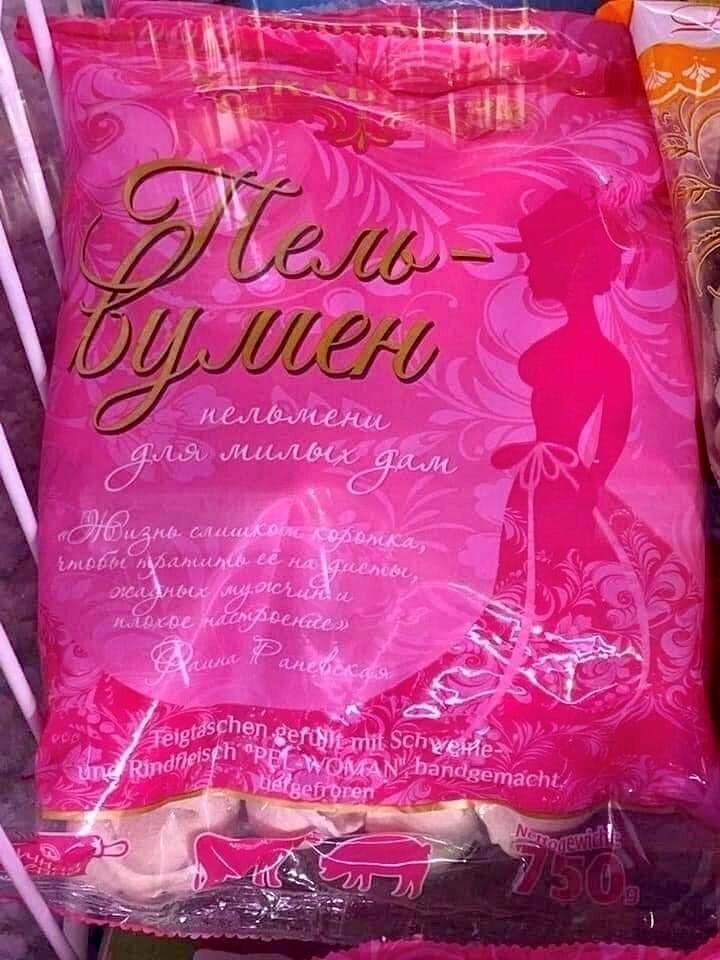 Пель-
вумен
пельмени
для милых дам
«Жизнь слишком коротка,
чтобы тратить её на диеты,
жадных мужчин и
плохое настроение»
Фаина Раневская
Teigtaschen gefüllt mit Schweine-
und Rindfleisch "PEL-WOMAN" handgemacht,
tiefgefroren
Nettogewicht:
750g